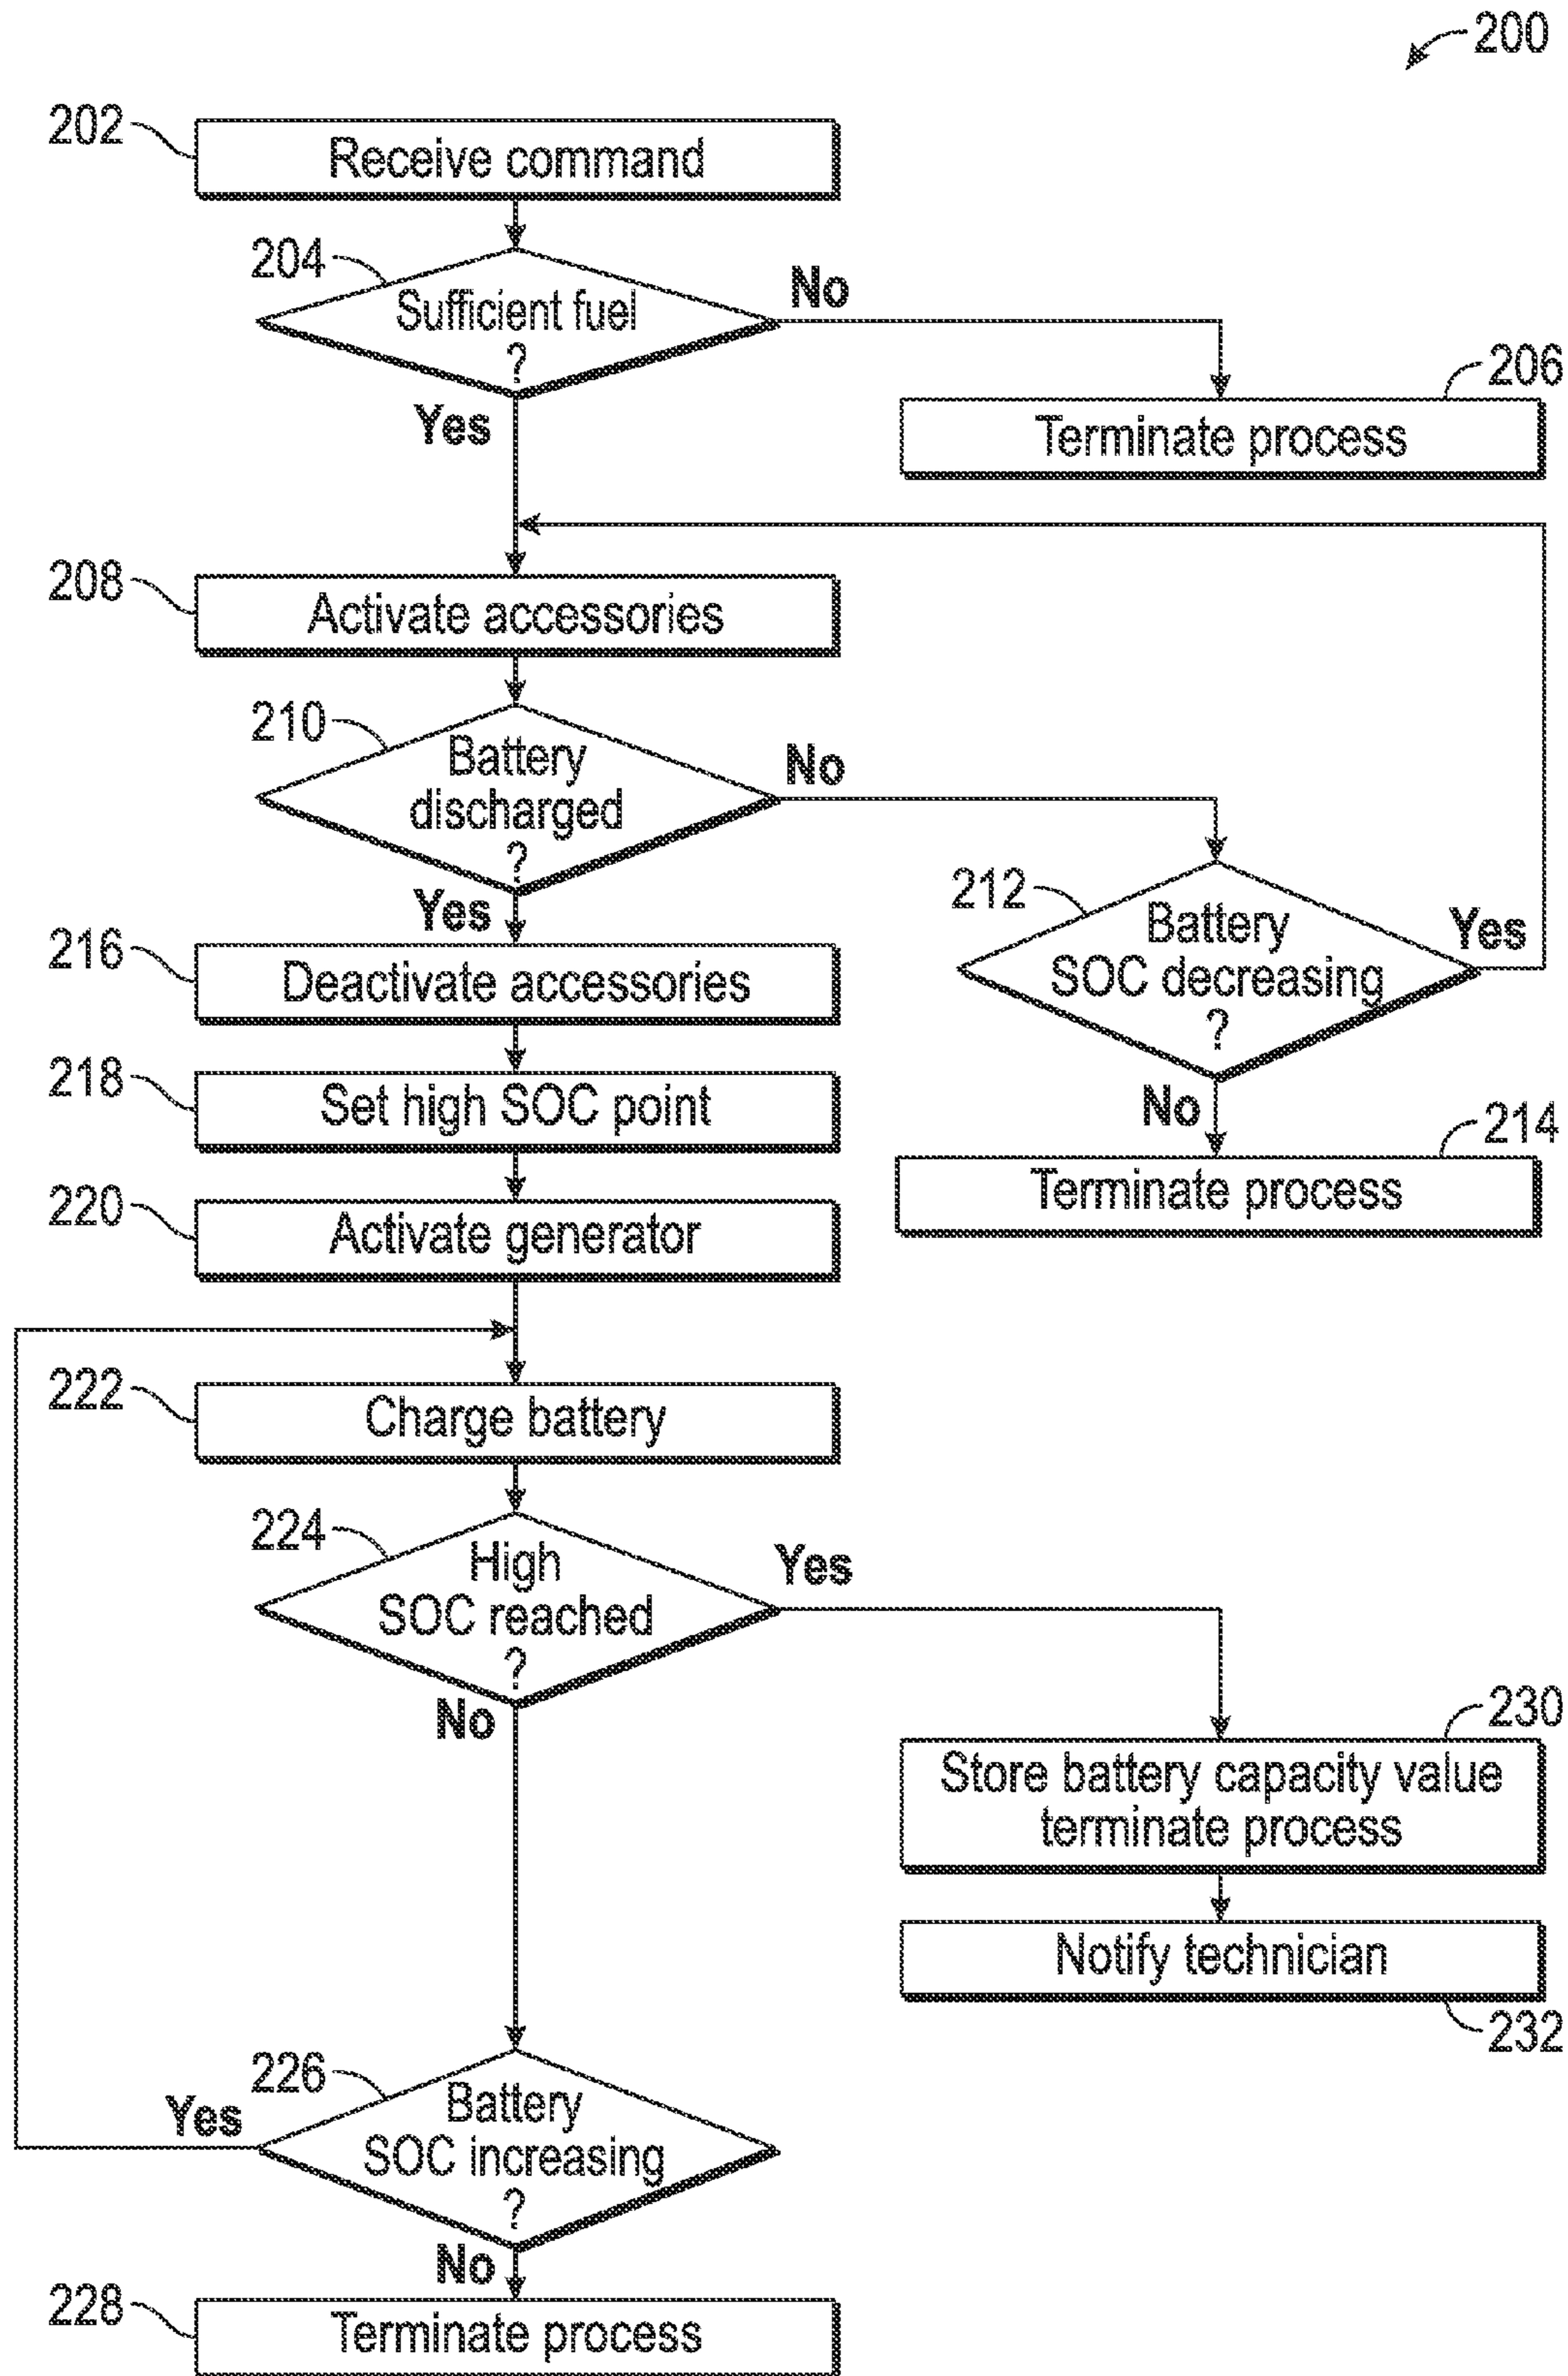 200
202
Receive command
204
Sufficient fuel
?
No
Yes
206
Terminate process
208
Activate accessories
210
Battery
discharged
?
No
Yes
212
Battery
SOC decreasing
?
Yes
No
214
Terminate process
216
Deactivate accessories
218
Set high SOC point
220
Activate generator
222
Charge battery
224
High
SOC reached
?
Yes
No
230
Store battery capacity value
terminate process
Notify technician
232
226
Battery
SOC increasing
?
Yes
No
228
Terminate process